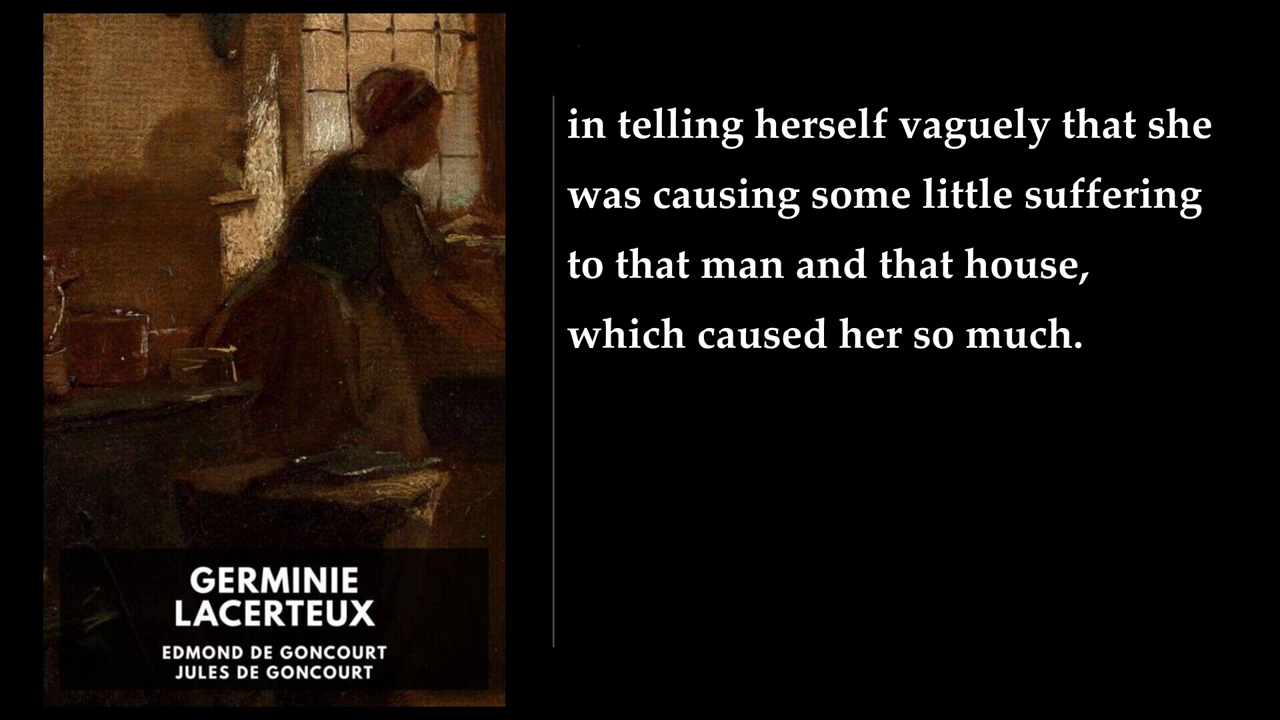 in telling herself vaguely that she
was causing some little suffering
to that man and that house,
which caused her so much.
GERMINIE
LACERTEUX
EDMOND DE GONCOURT
JULES DE GONCOURT